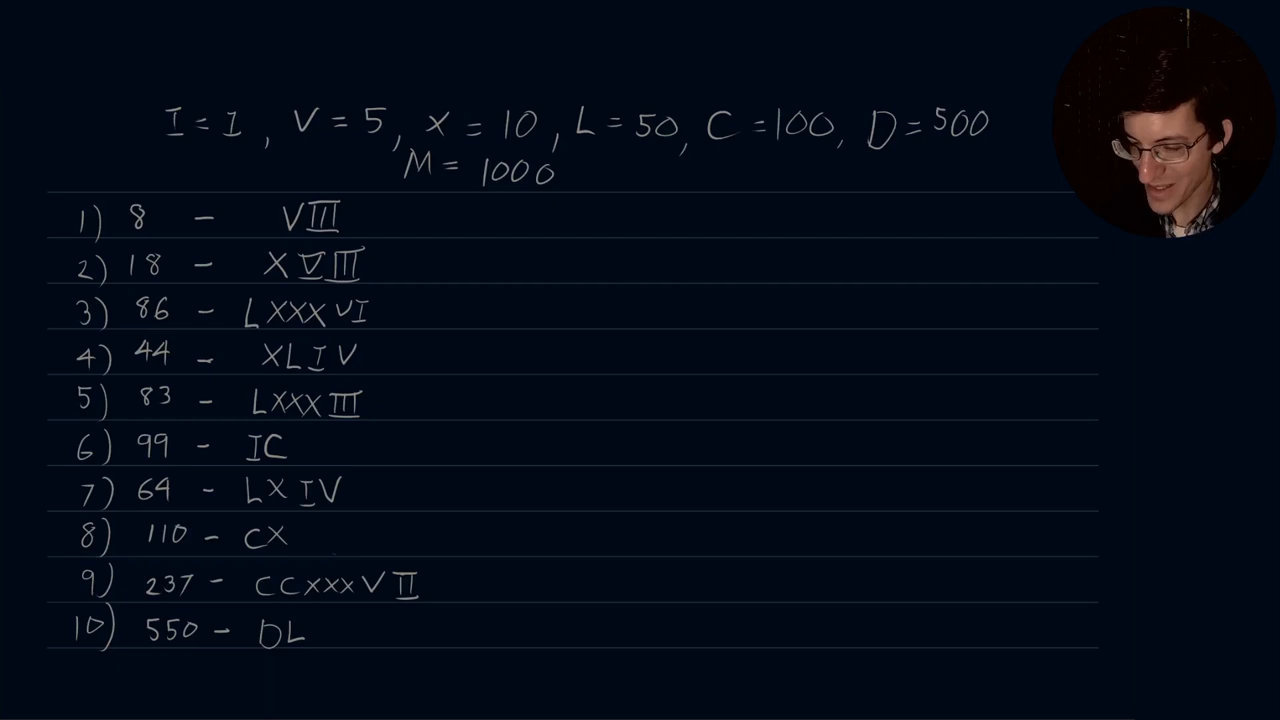 I = I, V = 5, X = 10, L = 50, C = 100, D = 500
M = 1000
1) 8 - VIII
2) 18 - XVIII
3) 86 - LXXXVI
4) 44 - XLIV
5) 83 - LXXXIII
6) 99 - IC
7) 64 - LXIV
8) 110 - CX
9) 237 - CCXXXVII
10) 550 - DL